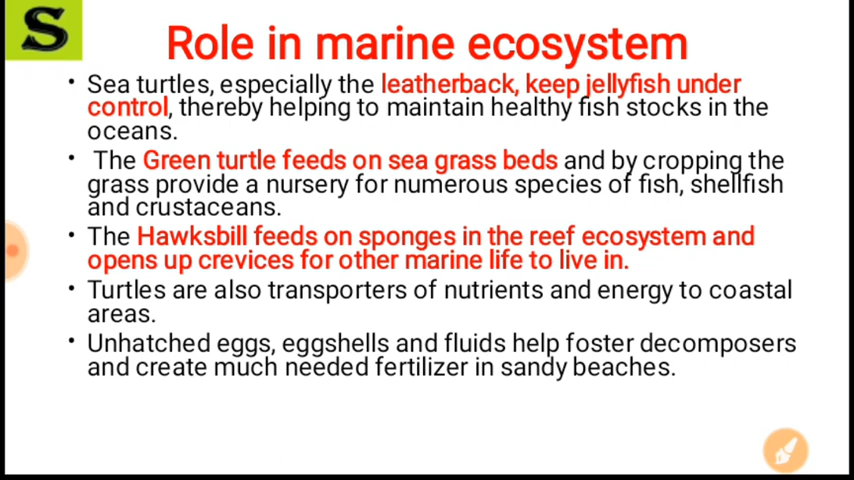 S
Role in marine ecosystem
• Sea turtles, especially the leatherback, keep jellyfish under
control, thereby helping to maintain healthy fish stocks in the
oceans.
• The Green turtle feeds on sea grass beds and by cropping the
grass provide a nursery for numerous species of fish, shellfish
and crustaceans.
• The Hawksbill feeds on sponges in the reef ecosystem and
opens up crevices for other marine life to live in.
• Turtles are also transporters of nutrients and energy to coastal
areas.
• Unhatched eggs, eggshells and fluids help foster decomposers
and create much needed fertilizer in sandy beaches.